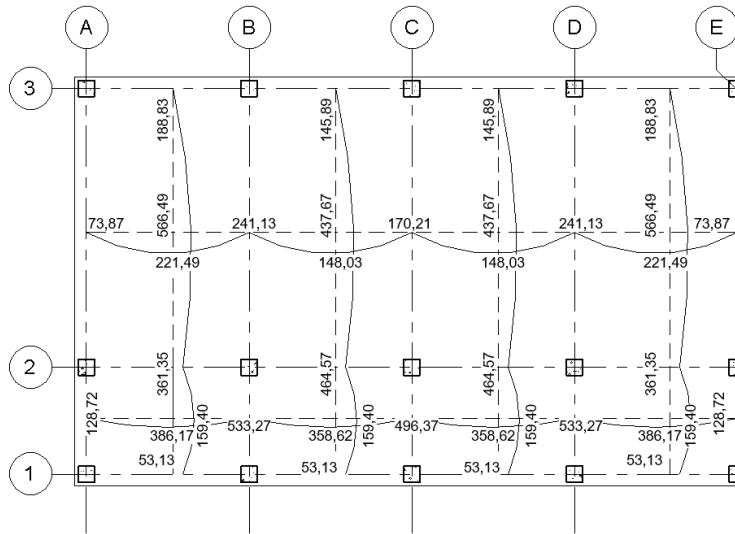 A B C D E
3
188,83 145,89 145,89 188,83
566,49 437,67 437,67 566,49
73,87 241,13 170,21 241,13 73,87
221,49 148,03 148,03 221,49
2
361,35 464,57 464,57 361,35
128,72 159,40 159,40 159,40 159,40 128,72
386,17 533,27 358,62 496,37 358,62 533,27 386,17
53,13 53,13 53,13 53,13
1